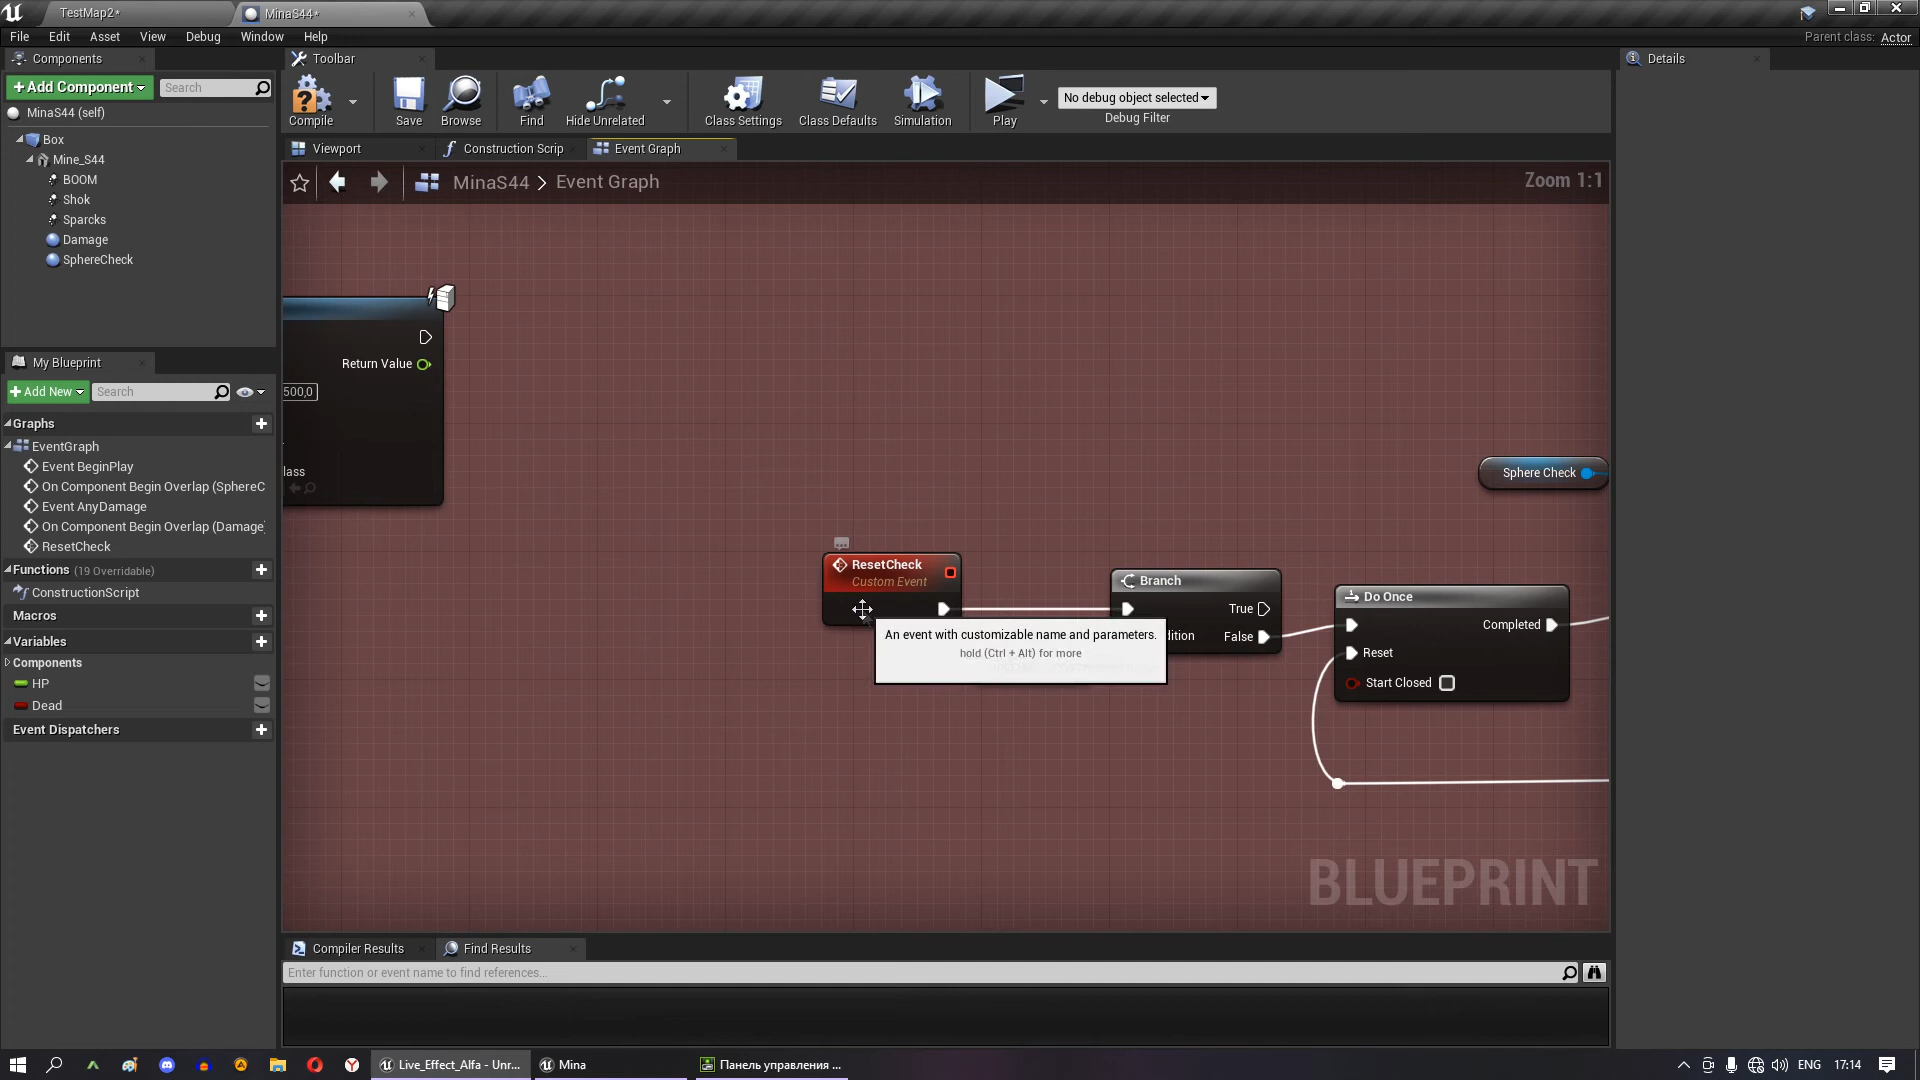 TestMap2*
MinaS44*
File
Edit
Asset
View
Debug
Window
Help
Parent class: Actor
Components
Toolbar
Details
+Add Component
Search
MinaS44 (self)
Compile
Save
Browse
Find
Hide Unrelated
Class Settings
Class Defaults
Simulation
Play
No debug object selected
Debug Filter
Box
Mine_S44
BOOM
Shok
Sparcks
Damage
SphereCheck
Viewport
Construction Scrip
Event Graph
MinaS44 > Event Graph
Zoom 1:1
Return Value
500,0
lass
My Blueprint
+Add New
Search
Graphs
EventGraph
Event BeginPlay
On Component Begin Overlap (SphereC
Event AnyDamage
On Component Begin Overlap (Damage)
ResetCheck
Functions (19 Overridable)
ConstructionScript
Macros
Variables
Components
HP
Dead
Event Dispatchers
Sphere Check
ResetCheck
Custom Event
Branch
True
dition
False
Do Once
Completed
Reset
Start Closed
An event with customizable name and parameters.
hold (Ctrl + Alt) for more
BLUEPRINT
Compiler Results
Find Results
Enter function or event name to find references...
Live_Effect_Alfa - Unr...
Mina
Панель управления ...
ENG
17:14